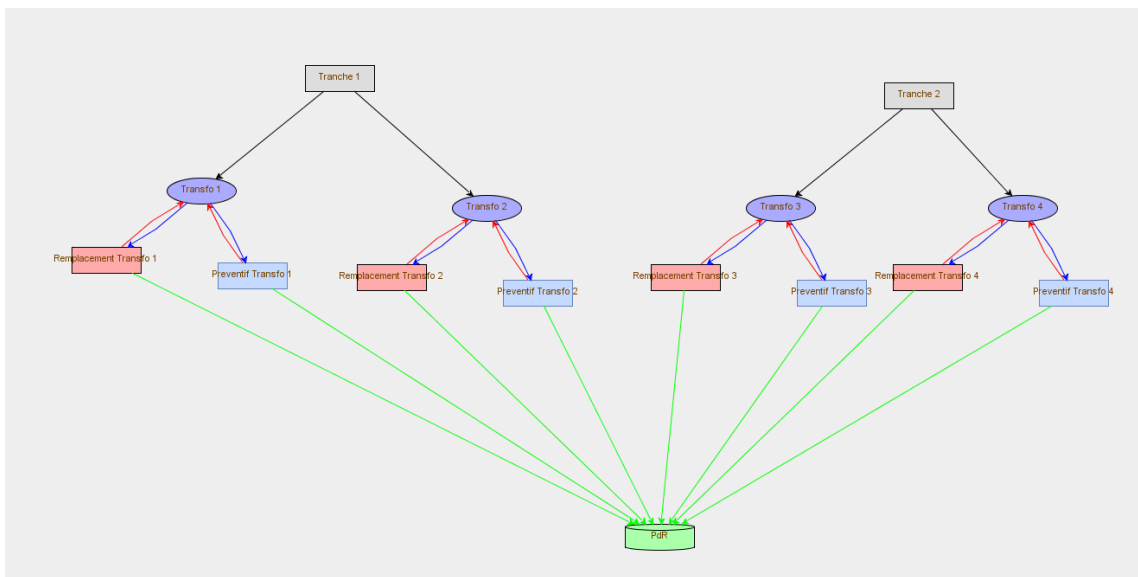 Tranche 1
Tranche 2
Transfo 1
Transfo 2
Transfo 3
Transfo 4
Remplacement Transfo 1
Preventif Transfo 1
Remplacement Transfo 2
Preventif Transfo 2
Remplacement Transfo 3
Preventif Transfo 3
Remplacement Transfo 4
Preventif Transfo 4
PdR